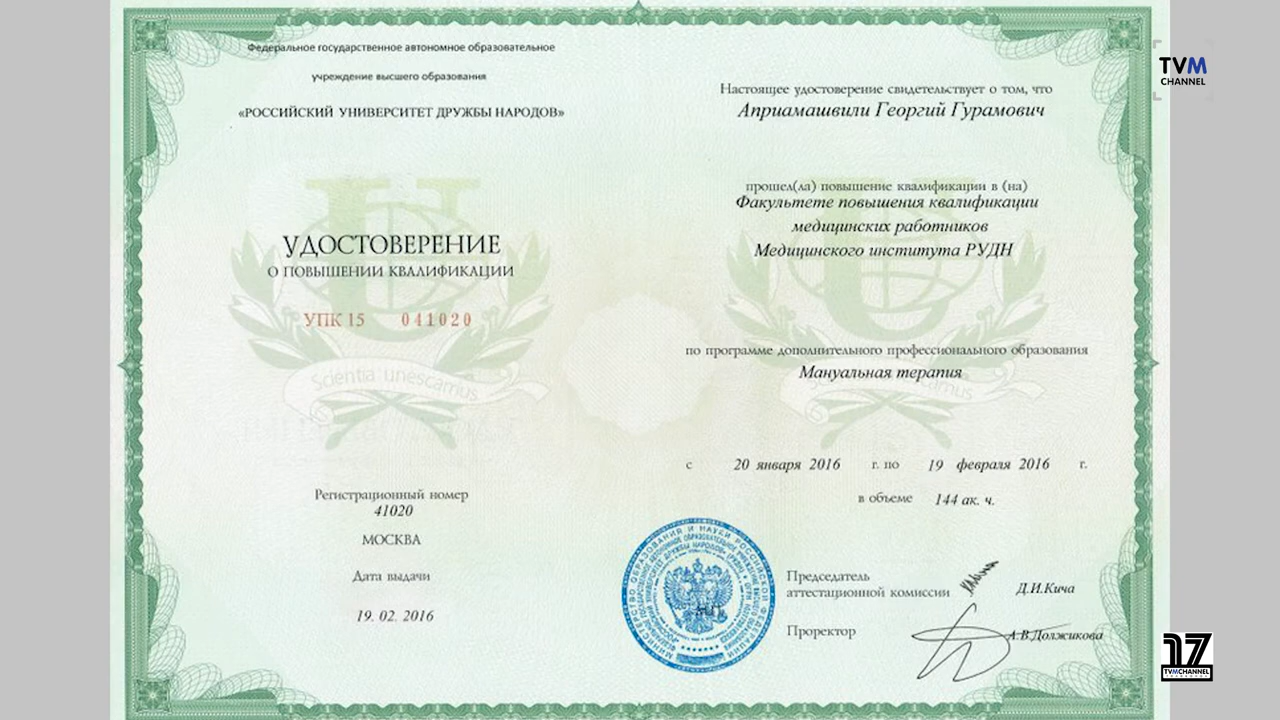 Федеральное государственное автономное образовательное
учреждение высшего образования
«РОССИЙСКИЙ УНИВЕРСИТЕТ ДРУЖБЫ НАРОДОВ»
УДОСТОВЕРЕНИЕ
О ПОВЫШЕНИИ КВАЛИФИКАЦИИ
УПК 15 041020
Scientia unescamus
Регистрационный номер
41020
МОСКВА
Дата выдачи
19. 02. 2016
Настоящее удостоверение свидетельствует о том, что
Априамашвили Георгий Гурамович
прошел(ла) повышение квалификации в (на)
Факультете повышения квалификации
медицинских работников
Медицинского института РУДН
по программе дополнительного профессионального образования
Мануальная терапия
с 20 января 2016 г. по 19 февраля 2016 г.
в объеме 144 ак. ч.
Председатель
аттестационной комиссии Д.И.Кича
Проректор А.В.Должикова
TVM
CHANNEL
17
TVMCHANNEL